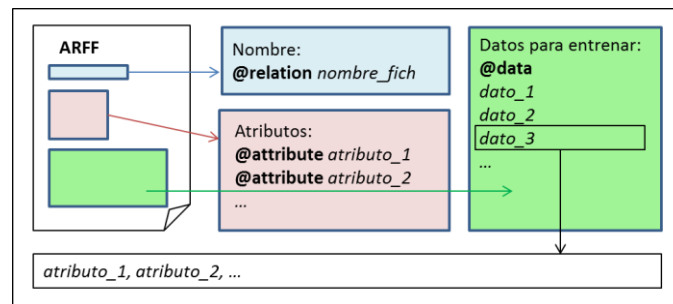 ARFF
Nombre:
@relation nombre_fich
Atributos:
@attribute atributo_1
@attribute atributo_2
...
Datos para entrenar:
@data
dato_1
dato_2
dato_3
...
atributo_1, atributo_2, ...